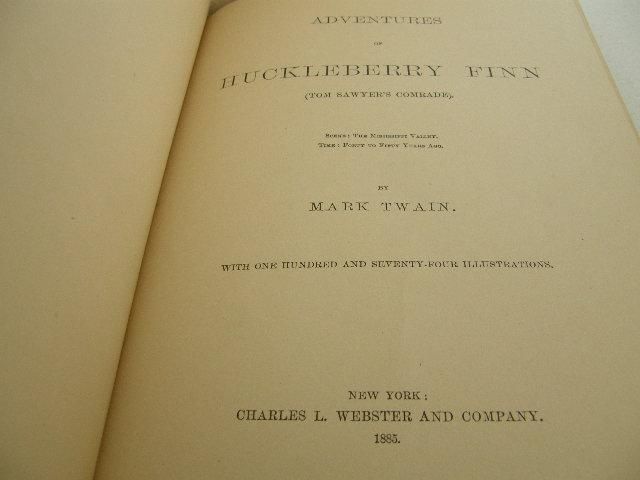 ADVENTURES
OF
HUCKLEBERRY FINN
(TOM SAWYER'S COMRADE).
SCENE: THE MISSISSIPPI VALLEY.
TIME: FORTY TO FIFTY YEARS AGO.
BY
MARK TWAIN.
WITH ONE HUNDRED AND SEVENTY-FOUR ILLUSTRATIONS.
NEW YORK:
CHARLES L. WEBSTER AND COMPANY.
1885.